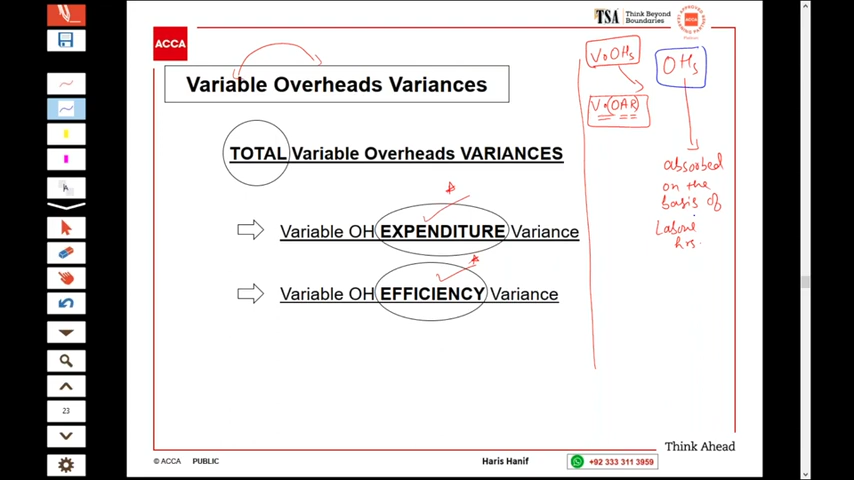 TSA Think Beyond
Boundaries
ACCA
ACCA
Variable Overheads Variances
TOTAL Variable Overheads VARIANCES
Variable OH EXPENDITURE Variance
Variable OH EFFICIENCY Variance
V.OHs
V.(OAR)
OHs
absorbed
on the
basis of
Labour
hrs.
A
23
Think Ahead
© ACCA PUBLIC
Haris Hanif
+92 333 311 3959